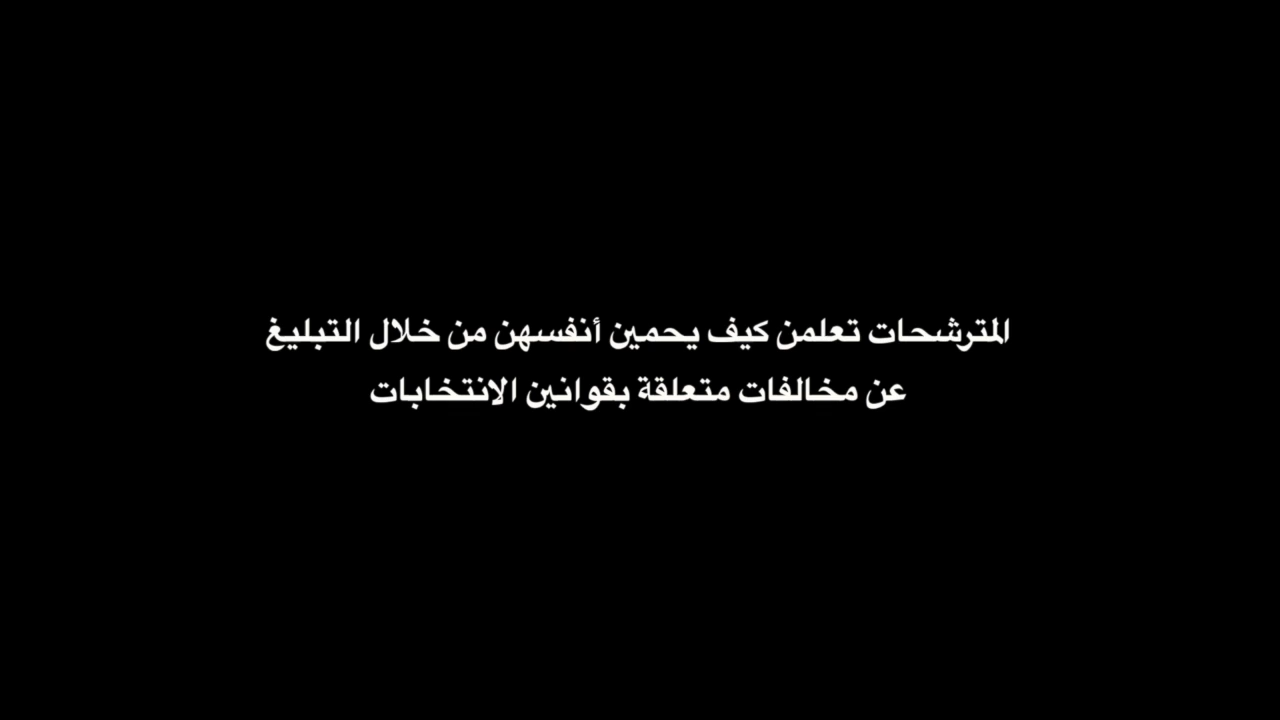 المترشحات تعلمن كيف يحمين أنفسهن من خلال التبليغ
عن مخالفات متعلقة بقوانين الانتخابات